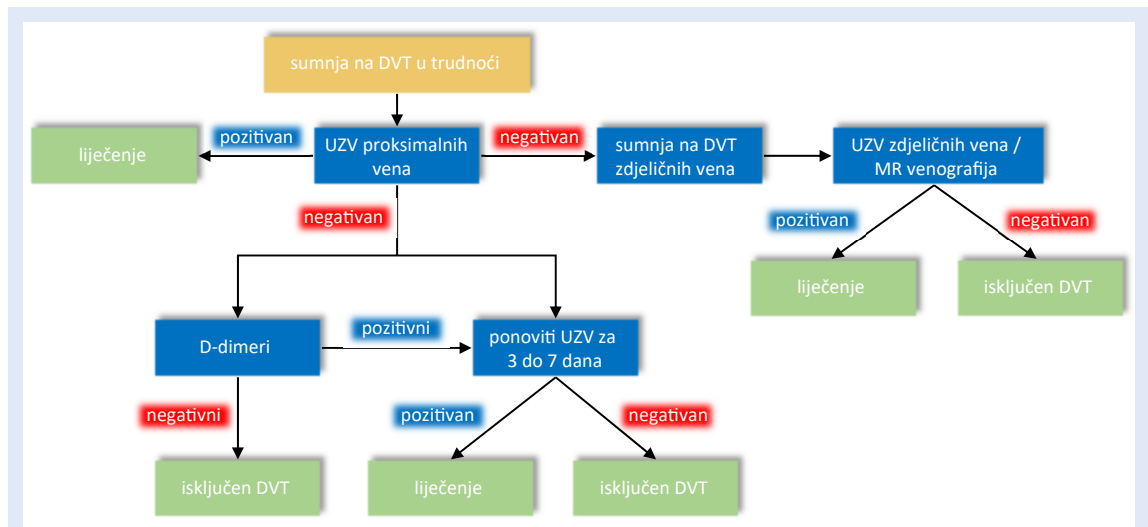 sumnja na DVT u trudnoći
liječenje
pozitivan
UZV proksimalnih
vena
negativan
sumnja na DVT
zdjeličnih vena
UZV zdjeličnih vena /
MR venografija
negativan
pozitivan
negativan
liječenje
isključen DVT
D-dimeri
pozitivni
ponoviti UZV za
3 do 7 dana
negativni
pozitivan
negativan
isključen DVT
liječenje
isključen DVT